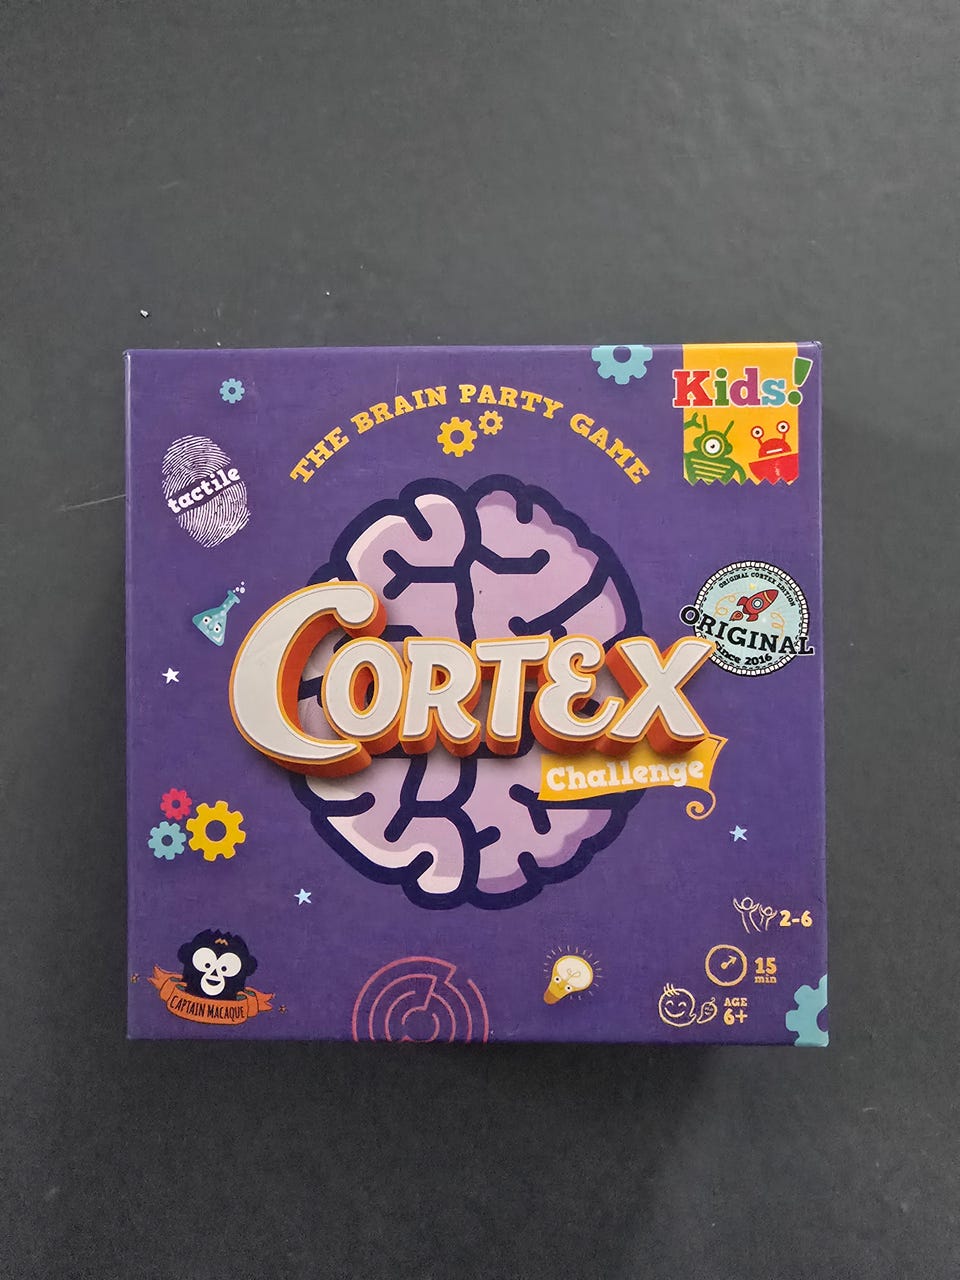 THE BRAIN PARTY GAME
Kids!
tactile
ORIGINAL CORTEX EDITION
ORIGINAL
Since 2016
CORTEX
Challenge
2-6
15
min
AGE
6+
CAPTAIN MACAQUE